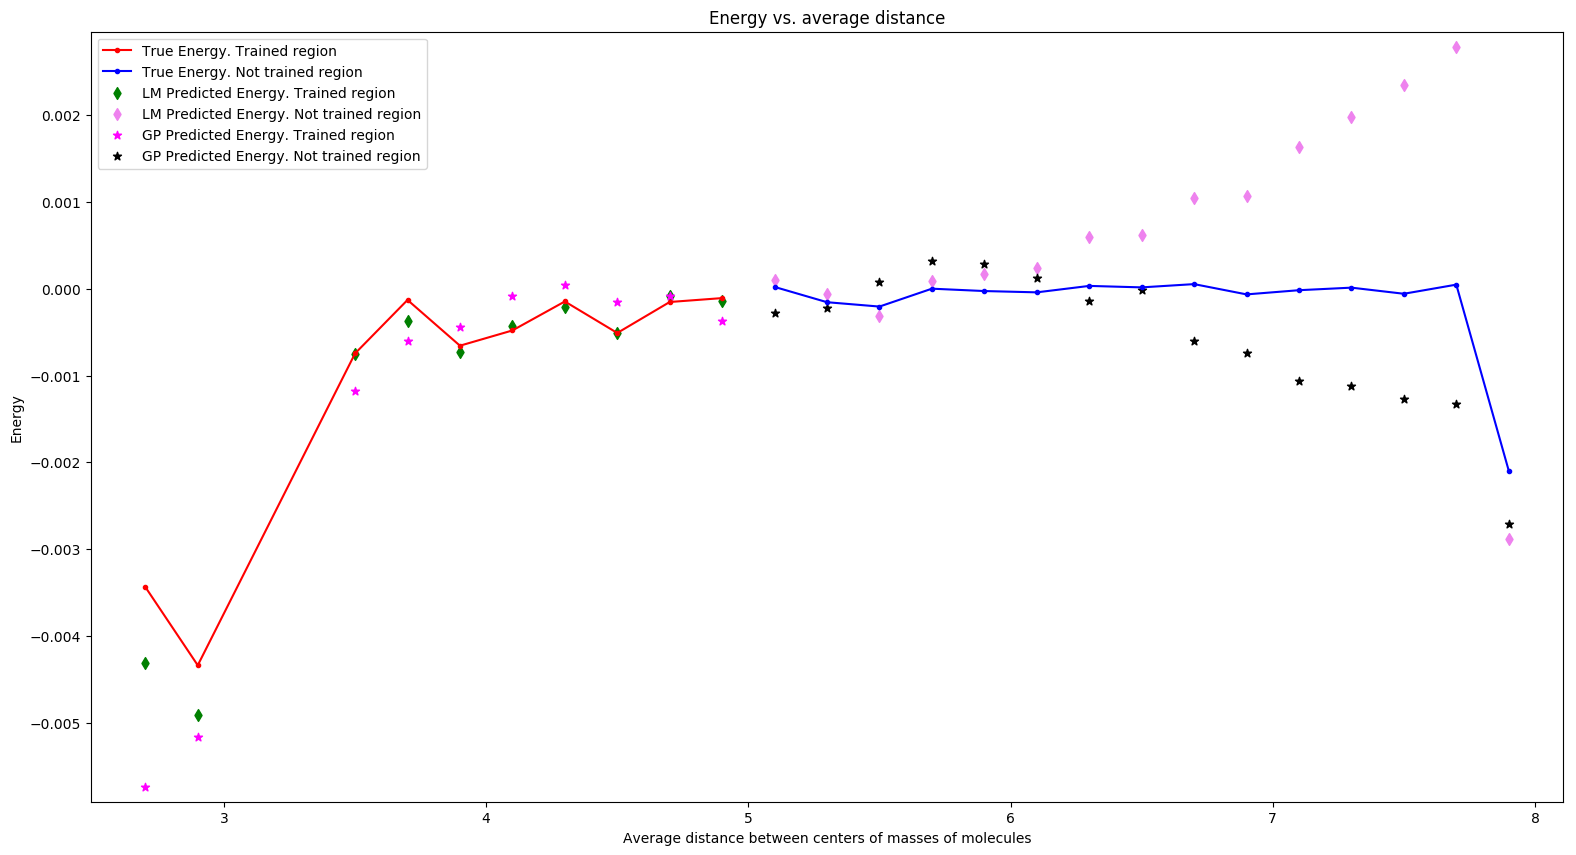 Energy vs. average distance
True Energy. Trained region
True Energy. Not trained region
LM Predicted Energy. Trained region
LM Predicted Energy. Not trained region
GP Predicted Energy. Trained region
GP Predicted Energy. Not trained region
0.002
0.001
0.000
−0.001
−0.002
−0.003
−0.004
−0.005
Energy
3 4 5 6 7 8
Average distance between centers of masses of molecules